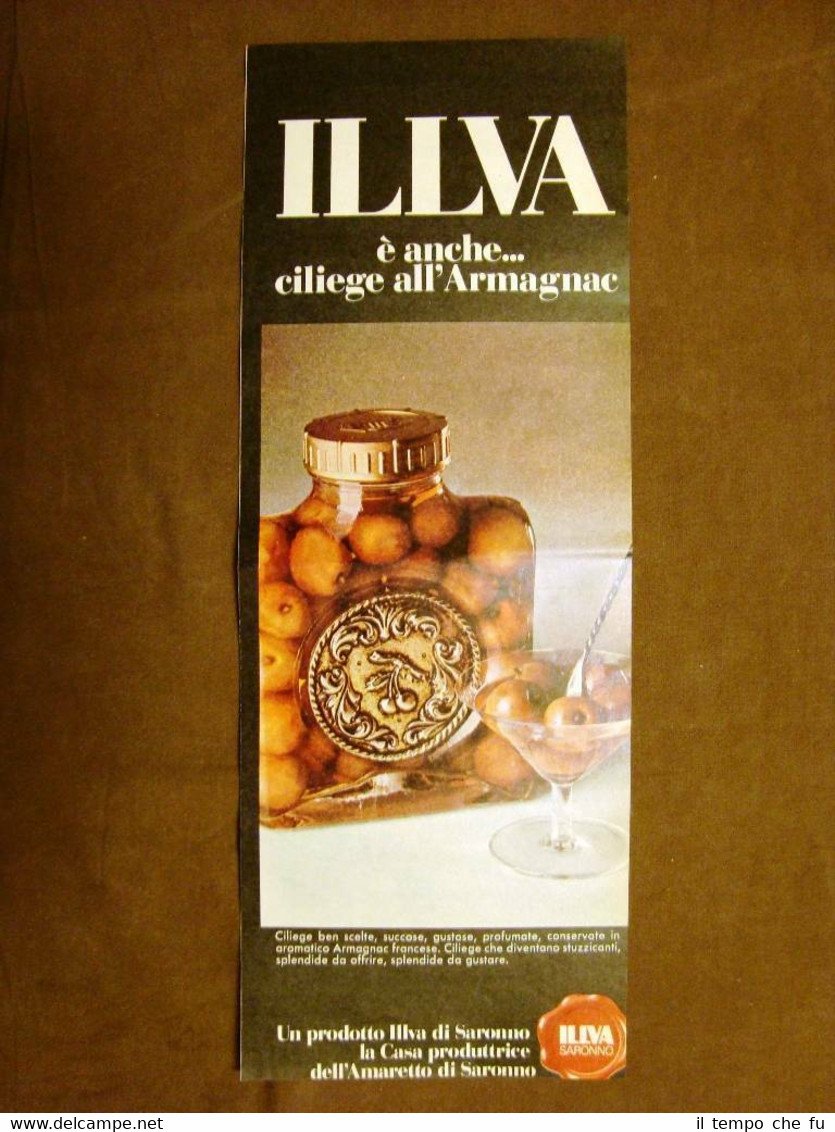 ILLVA
è anche...
ciliege all'Armagnac
Ciliege ben scelte, succose, gustose, profumate, conservate in
aromatico Armagnac francese. Ciliege che diventano stuzzicanti,
splendide da offrire, splendide da gustare.
Un prodotto Illva di Saronno
la Casa produttrice
dell'Amaretto di Saronno
ILLVA
SARONNO
www.delcampe.net
il tempo che fu